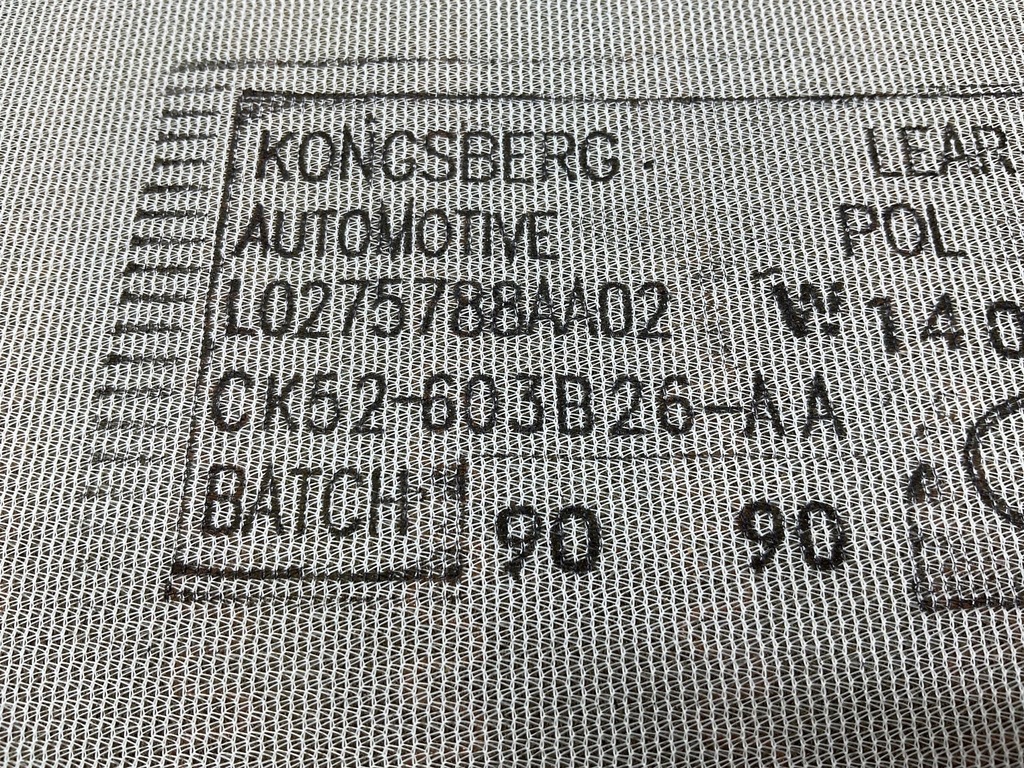 KONGSBERG. LEAR
AUTOMOTIVE POL
L0275788AA02 W 140
CK52-603B26-AA
BATCH 90 90